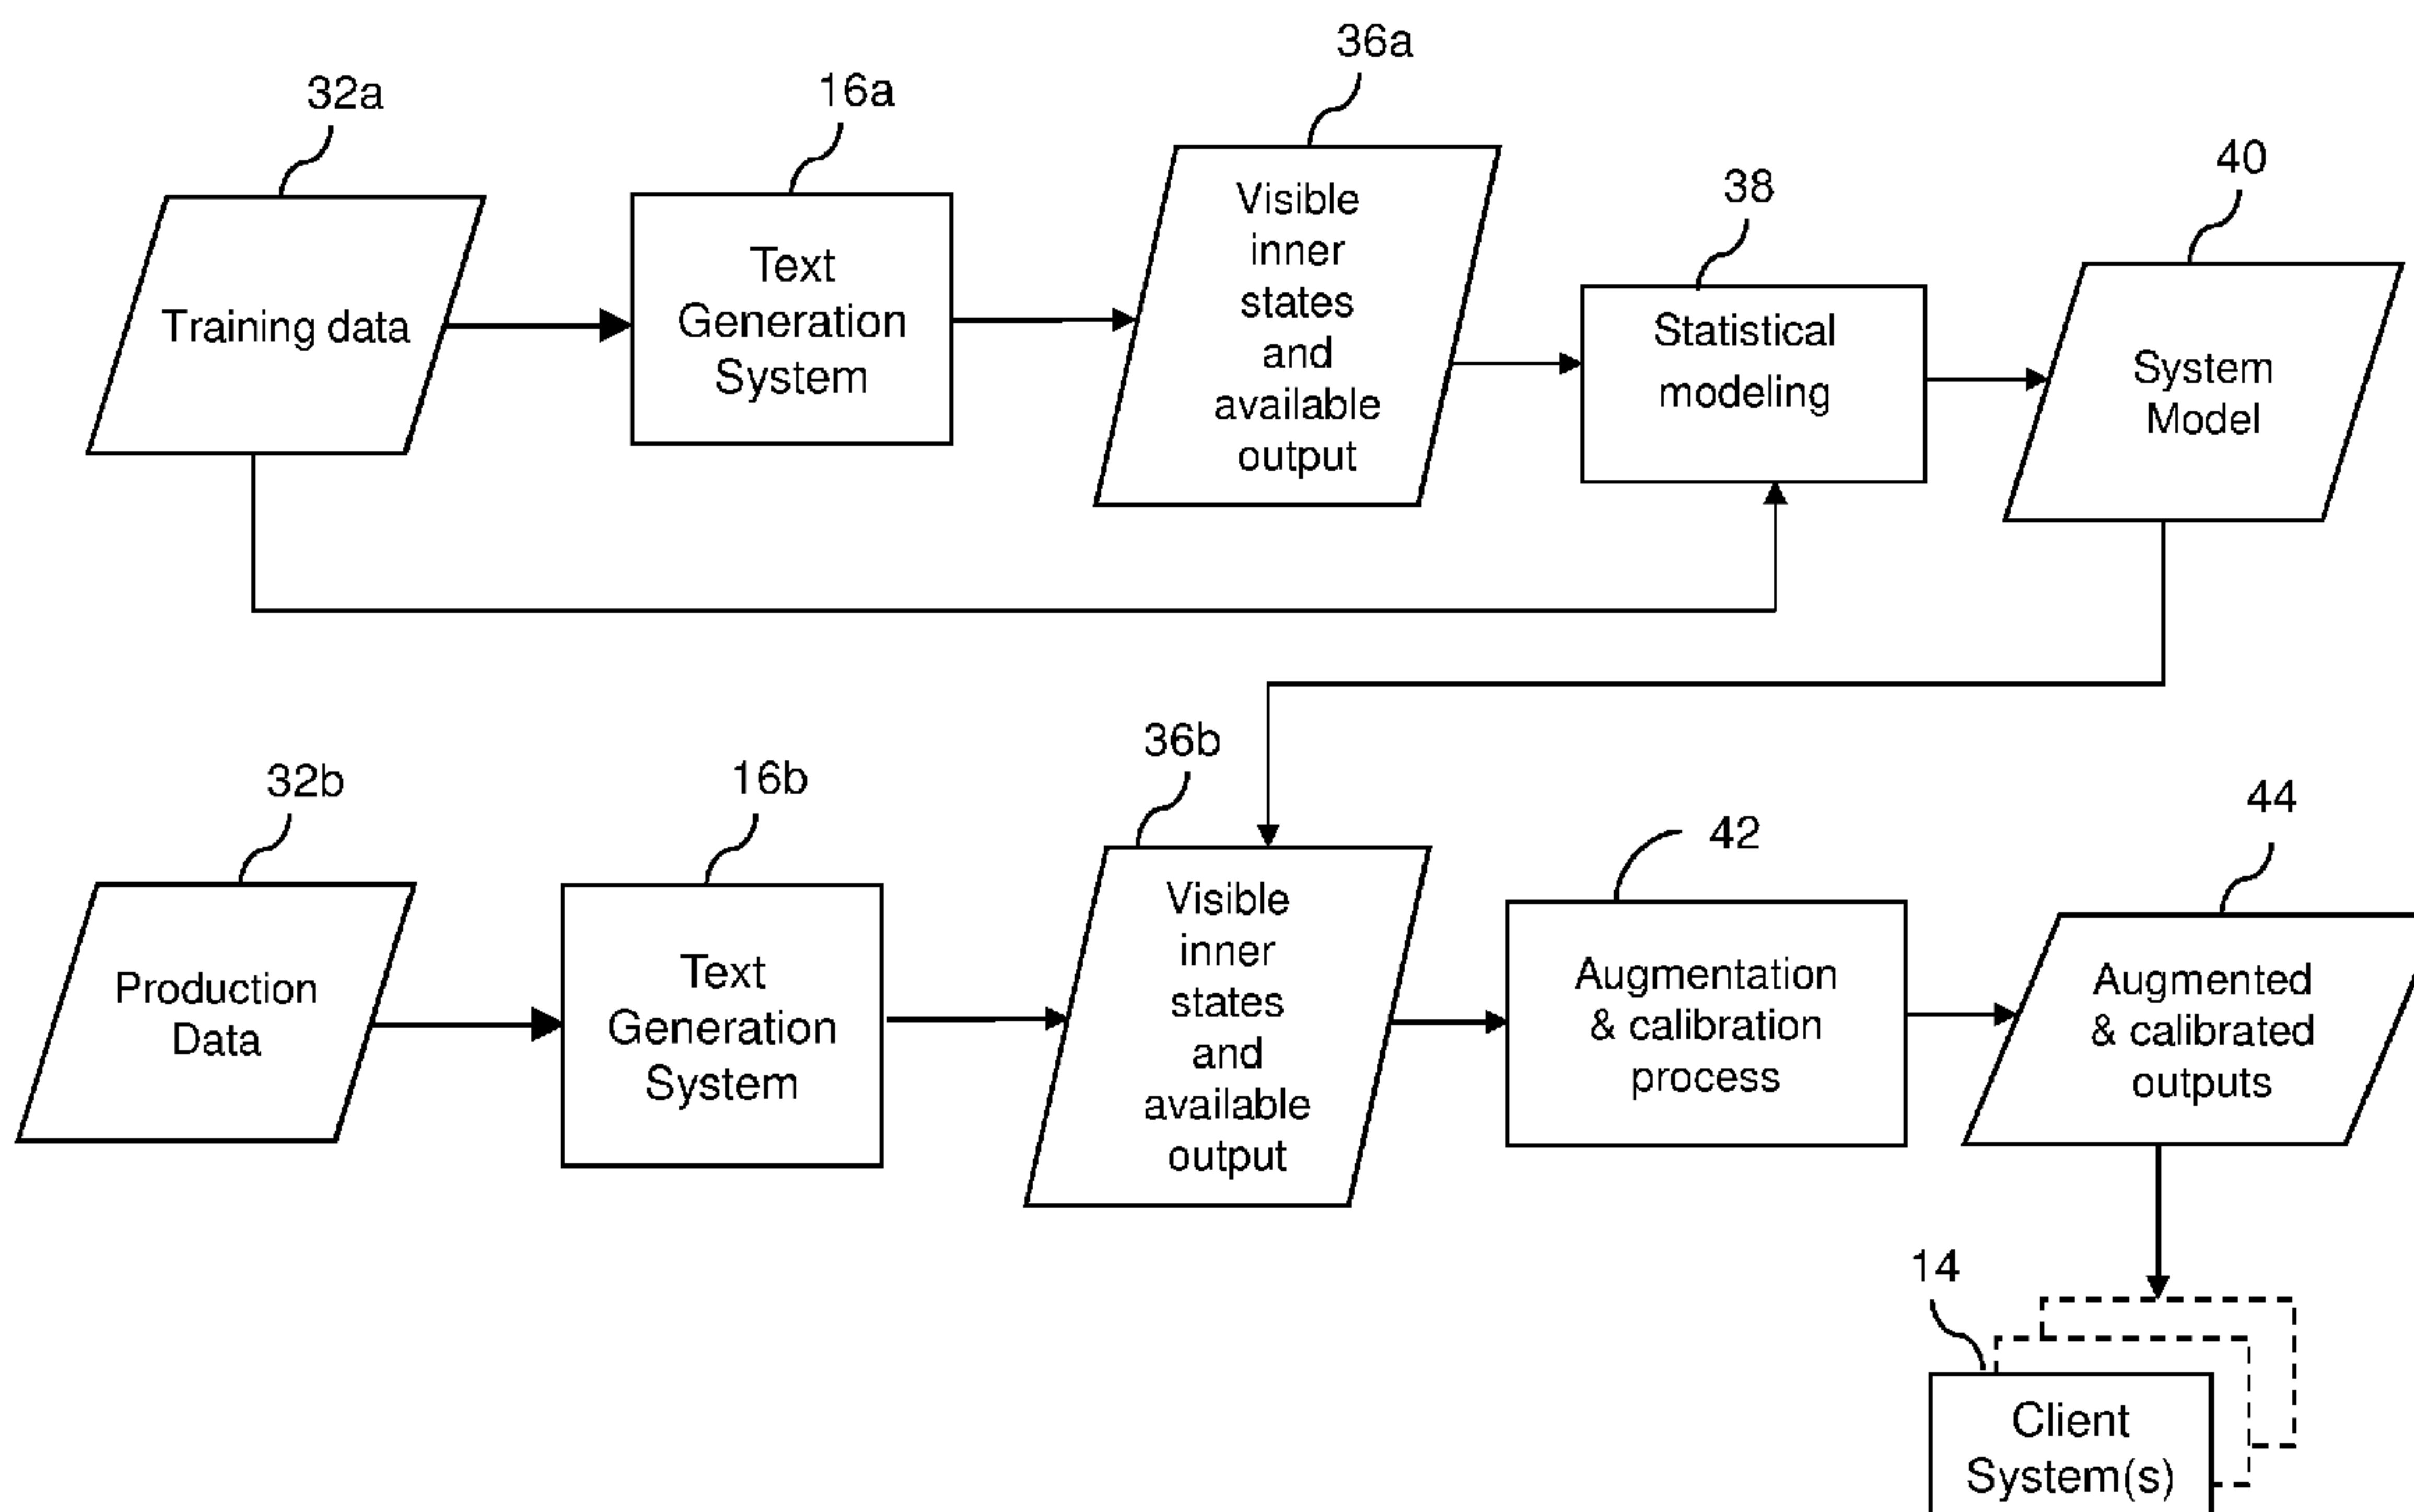 36a
32a
16a
40
38
Visible
inner
states
and
available
output
Text
Generation
System
Training data
Statistical
modeling
System
Model
36b
32b
16b
44
42
Visible
inner
states
and
available
output
Production
Data
Text
Generation
System
Augmentation
& calibration
process
Augmented
& calibrated
outputs
14
Client
System(s)